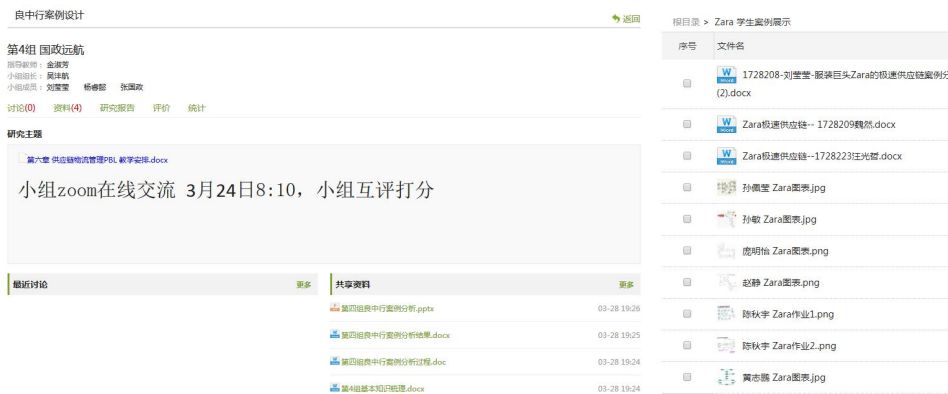 良中行案例设计
返回
第4组 国政远航
指导教师： 金淑芳
小组组长： 吴沣航
小组成员： 刘莹莹 杨睿懿 张国政
讨论(0) 资料(4) 研究报告 评价 统计
研究主题
第六章 供应链物流管理PBL 教学安排.docx
小组zoom在线交流 3月24日8:10，小组互评打分
最近讨论 更多
共享资料 更多
第四组良中行案例分析.pptx 03-28 19:26
第四组良中行案例分析结果.docx 03-28 19:25
第四组良中行案例分析过程.doc 03-28 19:24
第4组基本知识梳理.docx 03-28 19:24
根目录 > Zara 学生案例展示
序号 文件名
1728208-刘莹莹-服装巨头Zara的极速供应链案例分
(2).docx
Zara极速供应链-- 1728209魏然.docx
Zara极速供应链--1728223汪光哲.docx
孙佩莹 Zara图表.jpg
孙敏 Zara图表.jpg
庞明怡 Zara图表.png
赵静 Zara图表.png
陈秋宇 Zara作业1.png
陈秋宇 Zara作业2..png
黄志鹏 Zara图表.jpg